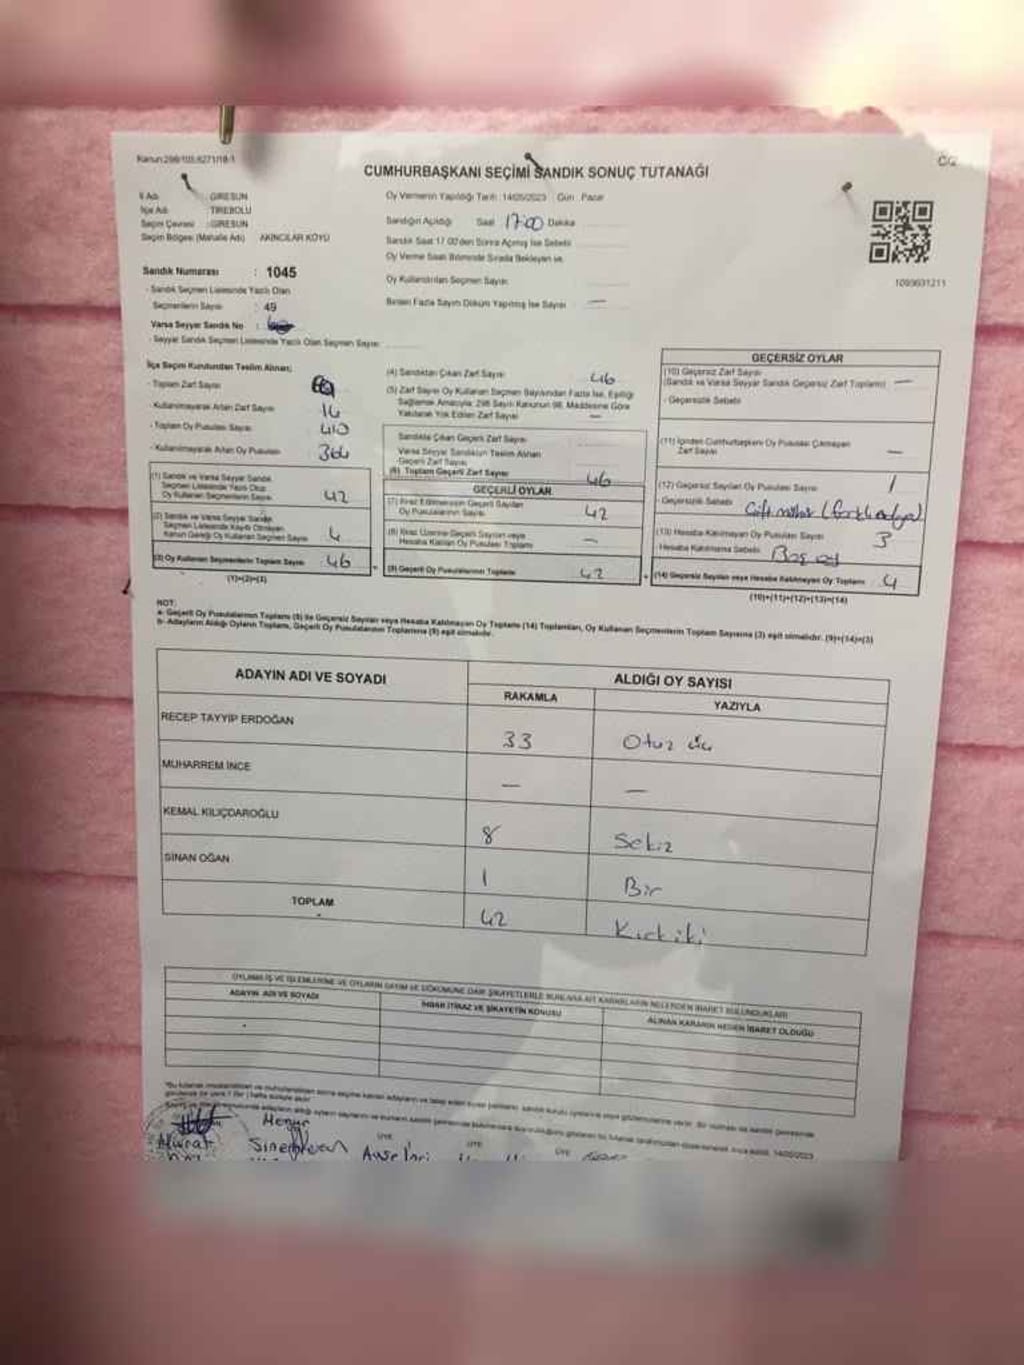 Kanun:298/103,6271/18-1
CUMHURBAŞKANI SEÇİMİ SANDIK SONUÇ TUTANAĞI
İl Adı : GİRESUN
İlçe Adı : TİREBOLU
Seçim Çevresi : GİRESUN
Seçim Bölgesi (Mahalle Adı) AKINCILAR KÖYÜ
Sandık Numarası : 1045
- Sandık Seçmen Listesinde Yazılı Olan
Seçmenlerin Sayısı : 49
Varsa Seyyar Sandık No :
- Seyyar Sandık Seçmen Listesinde Yazılı Olan Seçmen Sayısı:
Oy Vermenin Yapıldığı Tarih: 14/05/2023 Gün : Pazar
Sandığın Açıldığı Saat 17:00 Dakika
Sandık Saat 17.00'den Sonra Açılmış İse Sebebi
Oy Verme Saati Bitiminde Sırada Bekleyen ve
Oy Kullandırılan Seçmen Sayısı
Birden Fazla Sayım Döküm Yapılmış İse Sayısı —
1093631211
İlçe Seçim Kurulundan Teslim Alınan;
- Toplam Zarf Sayısı
- Kullanılmayarak Artan Zarf Sayısı
- Toplam Oy Pusulası Sayısı 410
- Kullanılmayarak Artan Oy Pusulası 364
(1) Sandık ve Varsa Seyyar Sandık
Seçmen Listesinde Yazılı Olup
Oy Kullanan Seçmenlerin Sayısı 42
(2) Sandık ve Varsa Seyyar Sandık
Seçmen Listesinde Kayıtlı Olmayan
Kanun Gereği Oy Kullanan Seçmen Sayısı 4
(3) Oy Kullanan Seçmenlerin Toplam Sayısı 46
(1)+(2)=(3)
(4) Sandıktan Çıkan Zarf Sayısı 46
(5) Zarf Sayısı Oy Kullanan Seçmen Sayısından Fazla İse, Eşitliği
Sağlamak Amacıyla; 298 Sayılı Kanunun 98. Maddesine Göre
Yakılarak Yok Edilen Zarf Sayısı —
Sandıkta Çıkan Geçerli Zarf Sayısı
Varsa Seyyar Sandıktan Teslim Alınan
Geçerli Zarf Sayısı
(6) Toplam Geçerli Zarf Sayısı 46
GEÇERLİ OYLAR
(7) İtiraz Edilmeksizin Geçerli Sayılan
Oy Pusulalarının Sayısı 42
(8) İtiraz Üzerine Geçerli Sayılan veya
Hesaba Katılan Oy Pusulası Toplamı —
(9) Geçerli Oy Pusulalarının Toplamı 42
GEÇERSİZ OYLAR
(10) Geçersiz Zarf Sayısı
(Sandık ve Varsa Seyyar Sandık Geçersiz Zarf Toplamı) —
- Geçersizlik Sebebi
(11) İçinden Cumhurbaşkanı Oy Pusulası Çıkmayan
Zarf Sayısı —
(12) Geçersiz Sayılan Oy Pusulası Sayısı 1
- Geçersizlik Sebebi
(13) Hesaba Katılmayan Oy Pusulası Sayısı 3
- Hesaba Katılmama Sebebi Boş oy
(14) Geçersiz Sayılan veya Hesaba Katılmayan Oy Toplamı 4
(10)+(11)+(12)+(13)=(14)
NOT:
a- Geçerli Oy Pusulalarının Toplamı (9) ile Geçersiz Sayılan veya Hesaba Katılmayan Oy Toplamı (14) Toplamları, Oy Kullanan Seçmenlerin Toplam Sayısına (3) eşit olmalıdır. (9)+(14)=(3)
b- Adayların Aldığı Oyların Toplamı, Geçerli Oy Pusulalarının Toplamına (9) eşit olmalıdır.
ADAYIN ADI VE SOYADI ALDIĞI OY SAYISI
RAKAMLA YAZIYLA
RECEP TAYYİP ERDOĞAN 33 Otuz üç
MUHARREM İNCE — —
KEMAL KILIÇDAROĞLU 8 Sekiz
SİNAN OĞAN 1 Bir
TOPLAM 42 Kırkiki
OYLAMA İŞ VE İŞLEMLERİNE VE OYLARIN SAYIM VE DÖKÜMÜNE DAİR ŞİKAYETLERLE BUNLARA AİT KARARLARIN NELERDEN İBARET BULUNDUKLARI
ADAYIN ADI VE SOYADI İHBAR İTİRAZ VE ŞİKAYETİN KONUSU ALINAN KARARIN NEDEN İBARET OLDUĞU
ÜYE ÜYE ÜYE
Murat